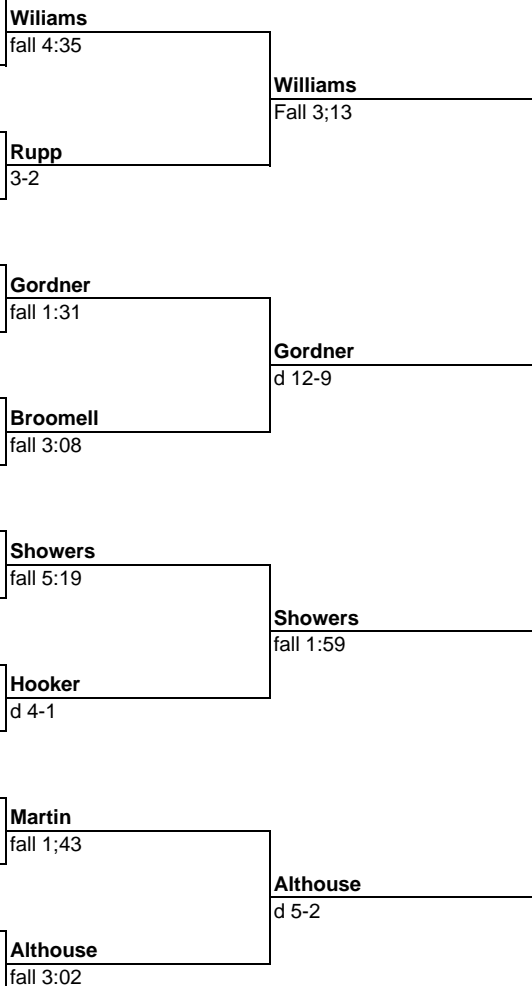 Wiliams
fall 4:35
Williams
Fall 3;13
Rupp
3-2
Gordner
fall 1:31
Gordner
d 12-9
Broomell
fall 3:08
Showers
fall 5:19
Showers
fall 1:59
Hooker
d 4-1
Martin
fall 1;43
Althouse
d 5-2
Althouse
fall 3:02